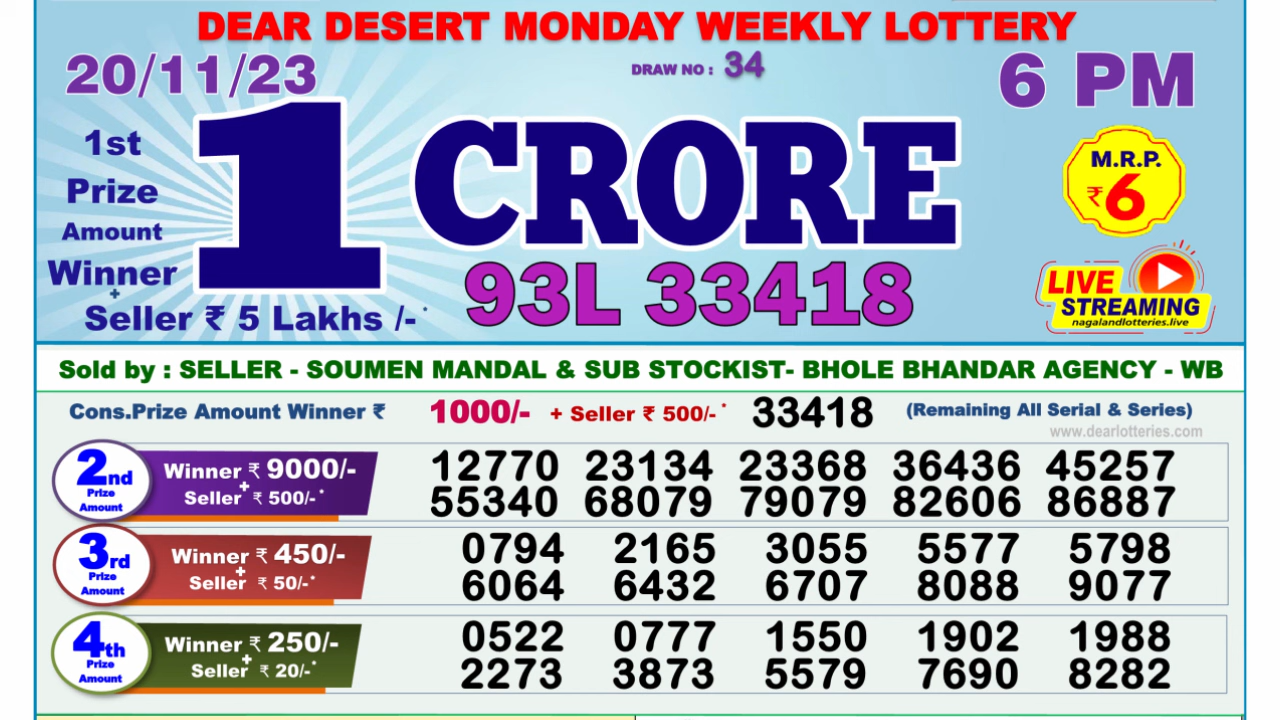 DEAR DESERT MONDAY WEEKLY LOTTERY
20/11/23
DRAW NO : 34
6 PM
1st
Prize
Amount
Winner
+
Seller ₹ 5 Lakhs /-*
1 CRORE
93L 33418
M.R.P.
₹6
LIVE
STREAMING
nagalandlotteries.live
Sold by : SELLER - SOUMEN MANDAL & SUB STOCKIST- BHOLE BHANDAR AGENCY - WB
Cons.Prize Amount Winner ₹ 1000/- + Seller ₹ 500/-* 33418 (Remaining All Serial & Series)
www.dearlotteries.com
2nd
Prize
Amount
Winner ₹ 9000/-
+
Seller ₹ 500/-*
12770 23134 23368 36436 45257
55340 68079 79079 82606 86887
3rd
Prize
Amount
Winner ₹ 450/-
+
Seller ₹ 50/-*
0794 2165 3055 5577 5798
6064 6432 6707 8088 9077
4th
Prize
Amount
Winner ₹ 250/-
+
Seller ₹ 20/-*
0522 0777 1550 1902 1988
2273 3873 5579 7690 8282